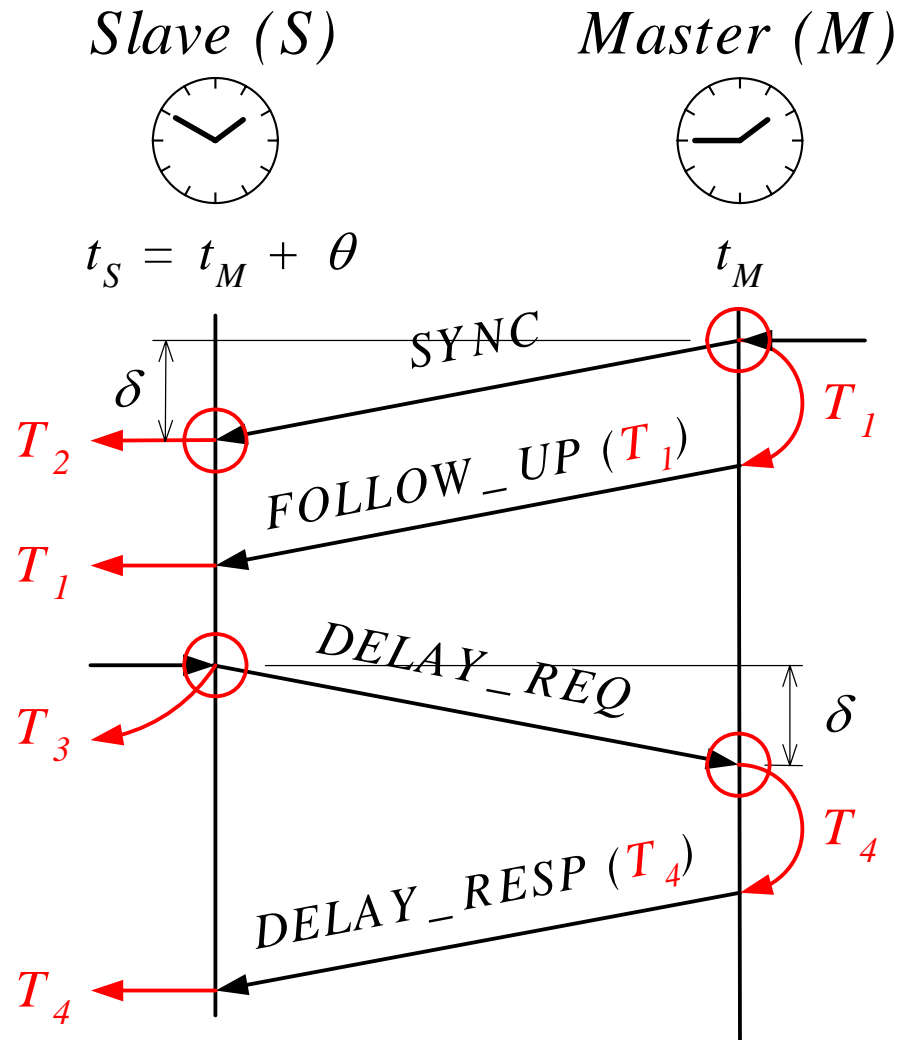 Slave (S)
Master (M)
t_S = t_M + θ
t_M
SYNC
δ
T_1
T_2
FOLLOW_UP (T_1)
T_1
DELAY_REQ
T_3
δ
T_4
DELAY_RESP (T_4)
T_4